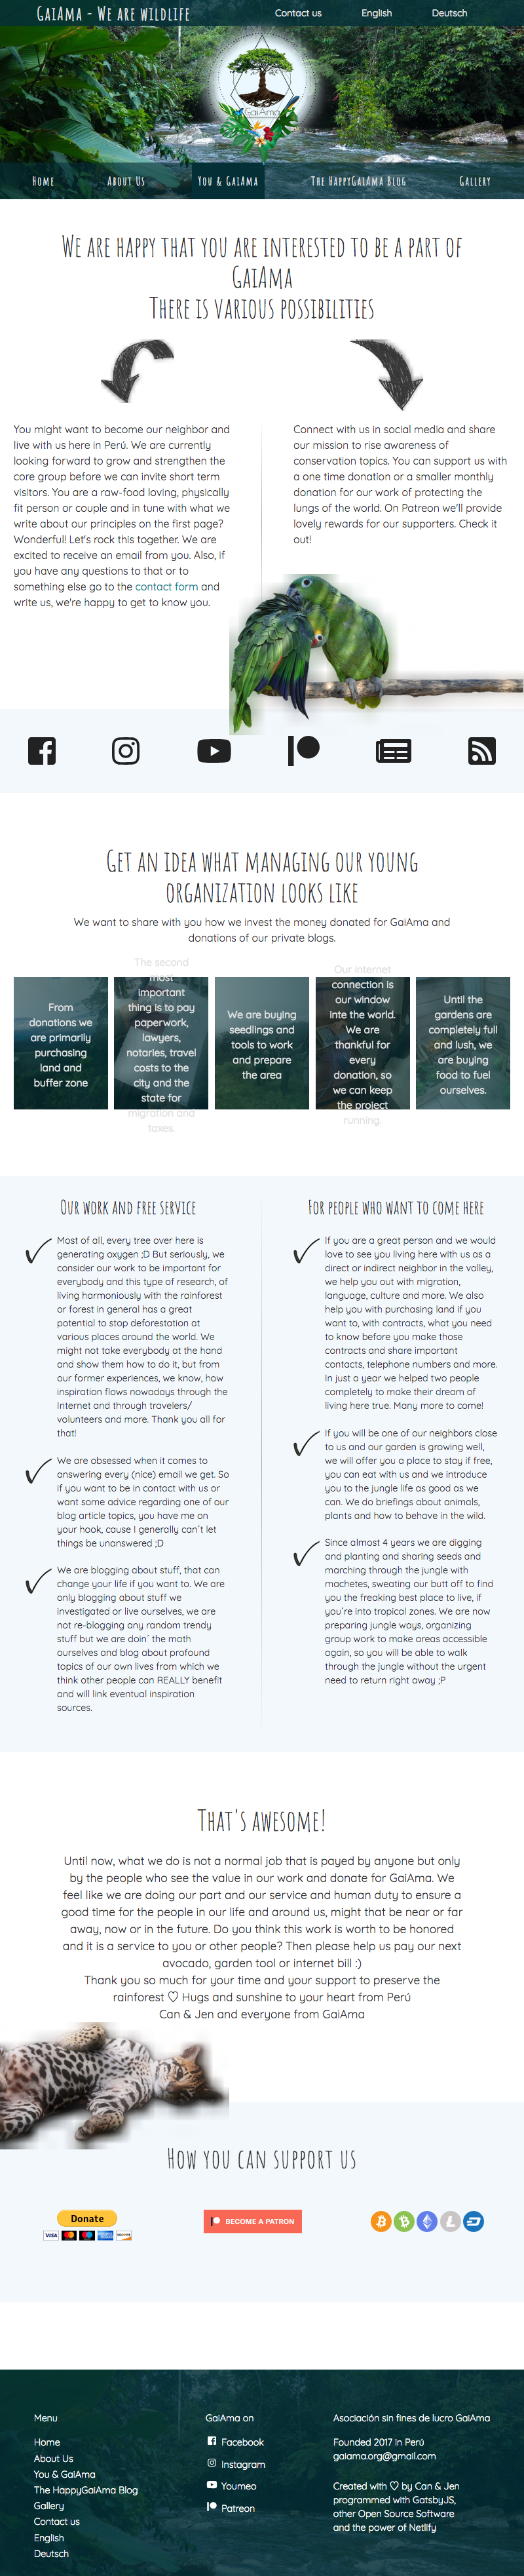 GaiAma - We are wildlife
Contact us
English
Deutsch
GaiAma
Home
About Us
You & GaiAma
The HappyGaiAma Blog
Gallery
We are happy that you are interested to be a part of
GaiAma
There is various possibilities
You might want to become our neighbor and
live with us here in Perú. We are currently
looking forward to grow and strengthen the
core group before we can invite short term
visitors. You are a raw-food loving, physically
fit person or couple and in tune with what we
write about our principles on the first page?
Wonderful! Let's rock this together. We are
excited to receive an email from you. Also, if
you have any questions to that or to
something else go to the contact form and
write us, we're happy to get to know you.
Connect with us in social media and share
our mission to rise awareness of
conservation topics. You can support us with
a one time donation or a smaller monthly
donation for our work of protecting the
lungs of the world. On Patreon we'll provide
lovely rewards for our supporters. Check it
out!
Get an idea what managing our young
organization looks like
We want to share with you how we invest the money donated for GaiAma and
donations of our private blogs.
From
donations we
are primarily
purchasing
land and
buffer zone
The second
most
important
thing is to pay
paperwork,
lawyers,
notaries, travel
costs to the
city and the
state for
migration and
taxes.
We are buying
seedlings and
tools to work
and prepare
the area
Our Internet
connection is
our window
inte the world.
We are
thankful for
every
donation, so
we can keep
the project
running.
Until the
gardens are
completely full
and lush, we
are buying
food to fuel
ourselves.
Our work and free service
Most of all, every tree over here is
generating oxygen ;D But seriously, we
consider our work to be important for
everybody and this type of research, of
living harmoniously with the rainforest
or forest in general has a great
potential to stop deforestation at
various places around the world. We
might not take everybody at the hand
and show them how to do it, but from
our former experiences, we know, how
inspiration flows nowadays through the
Internet and through travelers/
volunteers and more. Thank you all for
that!
We are obsessed when it comes to
answering every (nice) email we get. So
if you want to be in contact with us or
want some advice regarding one of our
blog article topics, you have me on
your hook, cause I generally can´t let
things be unanswered ;D
We are blogging about stuff, that can
change your life if you want to. We are
only blogging about stuff we
investigated or live ourselves, we are
not re-blogging any random trendy
stuff but we are doin´ the math
ourselves and blog about profound
topics of our own lives from which we
think other people can REALLY benefit
and will link eventual inspiration
sources.
For people who want to come here
If you are a great person and we would
love to see you living here with us as a
direct or indirect neighbor in the valley,
we help you out with migration,
language, culture and more. We also
help you with purchasing land if you
want to, with contracts, what you need
to know before you make those
contracts and share important
contacts, telephone numbers and more.
In just a year we helped two people
completely to make their dream of
living here true. Many more to come!
If you will be one of our neighbors close
to us and our garden is growing well,
we will offer you a place to stay if free,
you can eat with us and we introduce
you to the jungle life as good as we
can. We do briefings about animals,
plants and how to behave in the wild.
Since almost 4 years we are digging
and planting and sharing seeds and
marching through the jungle with
machetes, sweating our butt off to find
you the freaking best place to live, if
you´re into tropical zones. We are now
preparing jungle ways, organizing
group work to make areas accessible
again, so you will be able to walk
through the jungle without the urgent
need to return right away ;P
That's awesome!
Until now, what we do is not a normal job that is payed by anyone but only
by the people who see the value in our work and donate for GaiAma. We
feel like we are doing our part and our service and human duty to ensure a
good time for the people in our life and around us, might that be near or far
away, now or in the future. Do you think this work is worth to be honored
and it is a service to you or other people? Then please help us pay our next
avocado, garden tool or internet bill :)
Thank you so much for your time and your support to preserve the
rainforest ♡ Hugs and sunshine to your heart from Perú
Can & Jen and everyone from GaiAma
How you can support us
Donate
VISA
BECOME A PATRON
Menu
Home
About Us
You & GaiAma
The HappyGaiAma Blog
Gallery
Contact us
English
Deutsch
GaiAma on
Facebook
Instagram
Youmeo
Patreon
Asociación sin fines de lucro GaiAma
Founded 2017 in Perú
gaiama.org@gmail.com
Created with ♡ by Can & Jen
programmed with GatsbyJS,
other Open Source Software
and the power of Netlify